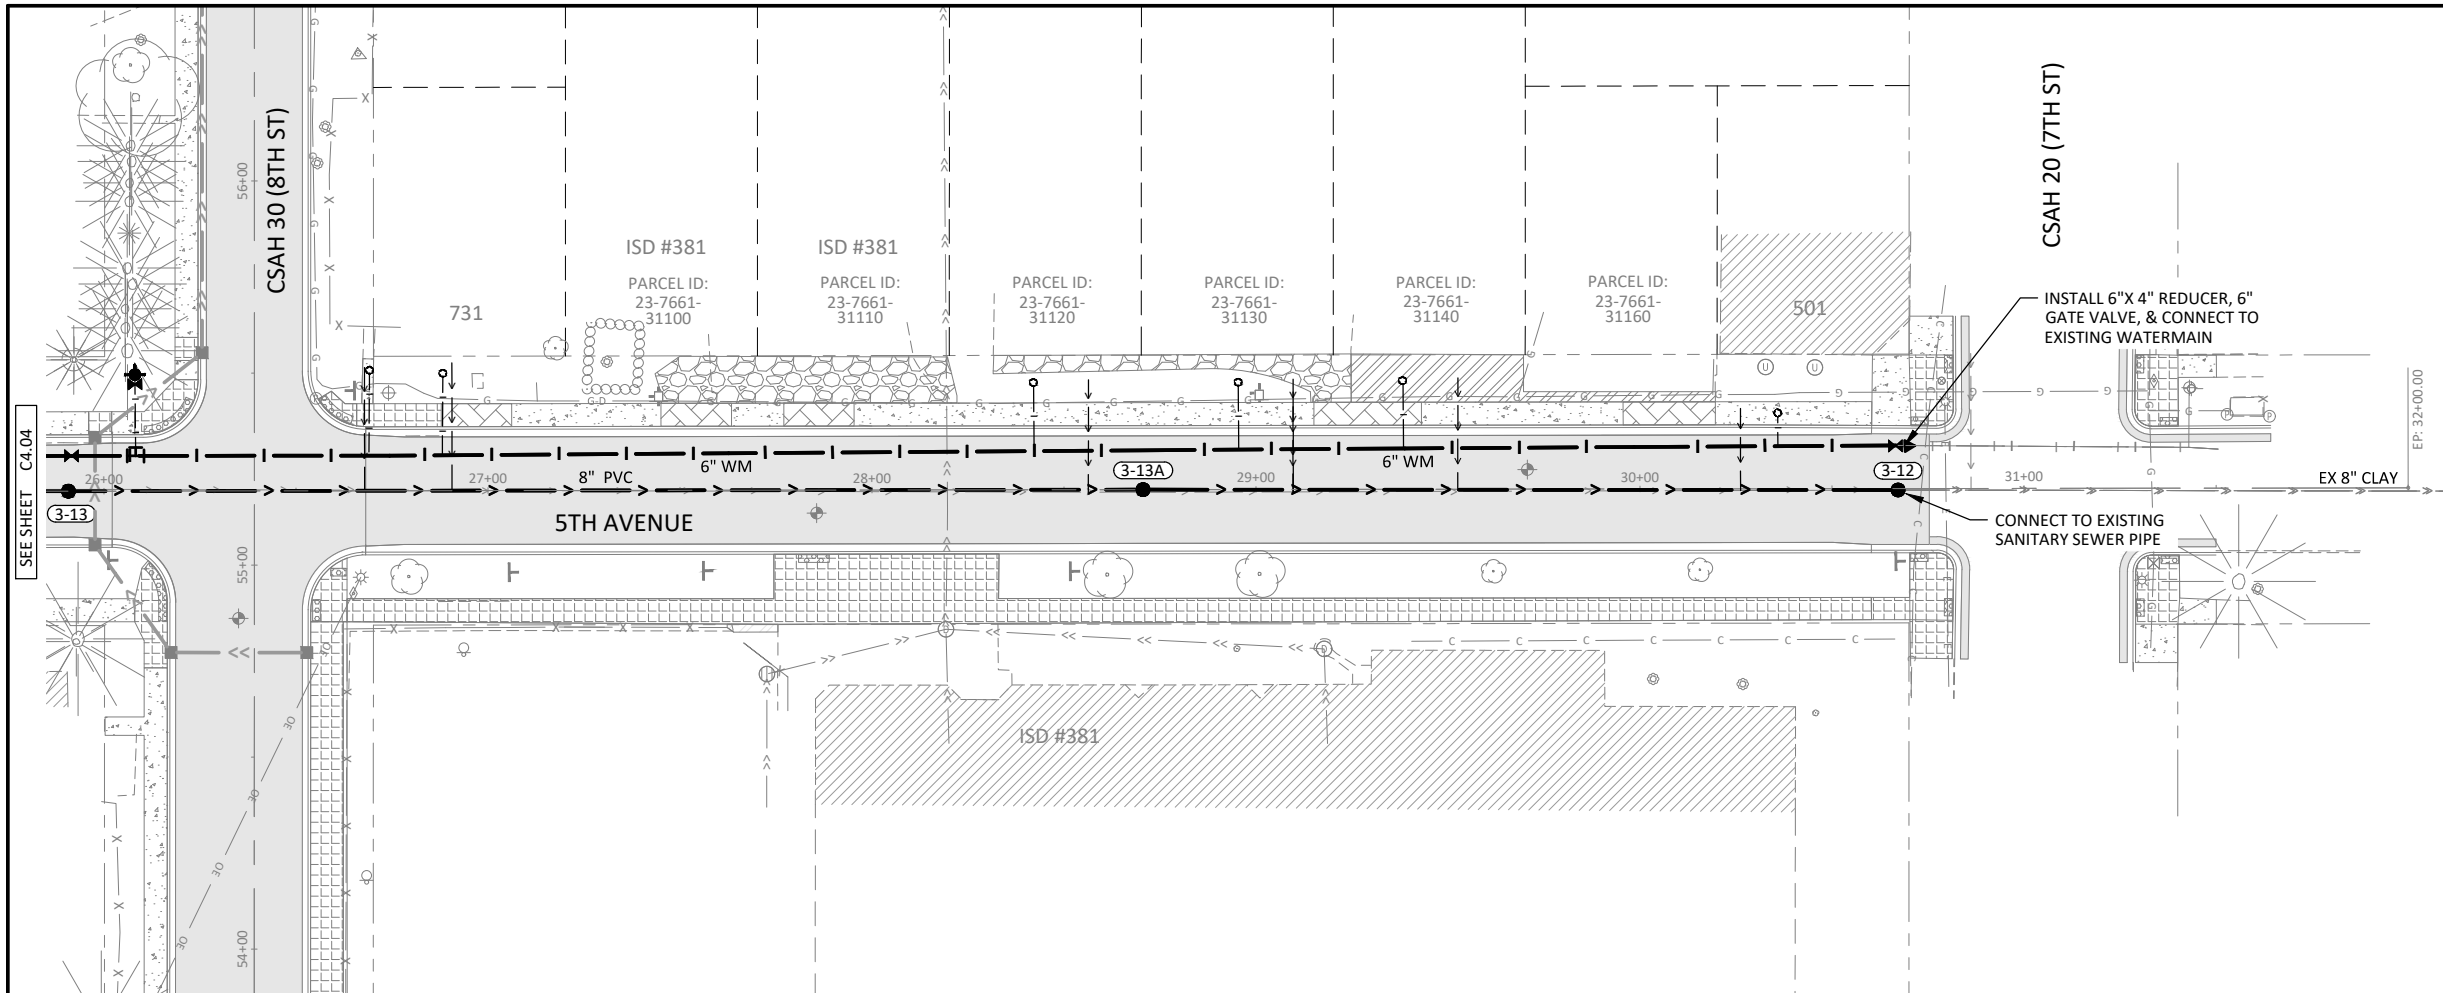 CSAH 30 (8TH ST)
CSAH 20 (7TH ST)
56+00
ISD #381
ISD #381
731
PARCEL ID:
23-7661-
31100
PARCEL ID:
23-7661-
31110
PARCEL ID:
23-7661-
31120
PARCEL ID:
23-7661-
31130
PARCEL ID:
23-7661-
31140
PARCEL ID:
23-7661-
31160
501
INSTALL 6"X 4" REDUCER, 6"
GATE VALVE, & CONNECT TO
EXISTING WATERMAIN
EP: 32+00.00
SEE SHEET C4.04
6" WM
6" WM
26+00
27+00
8" PVC
28+00
3-13A
29+00
30+00
3-12
31+00
EX 8" CLAY
3-13
5TH AVENUE
CONNECT TO EXISTING
SANITARY SEWER PIPE
55+00
ISD #381
54+00